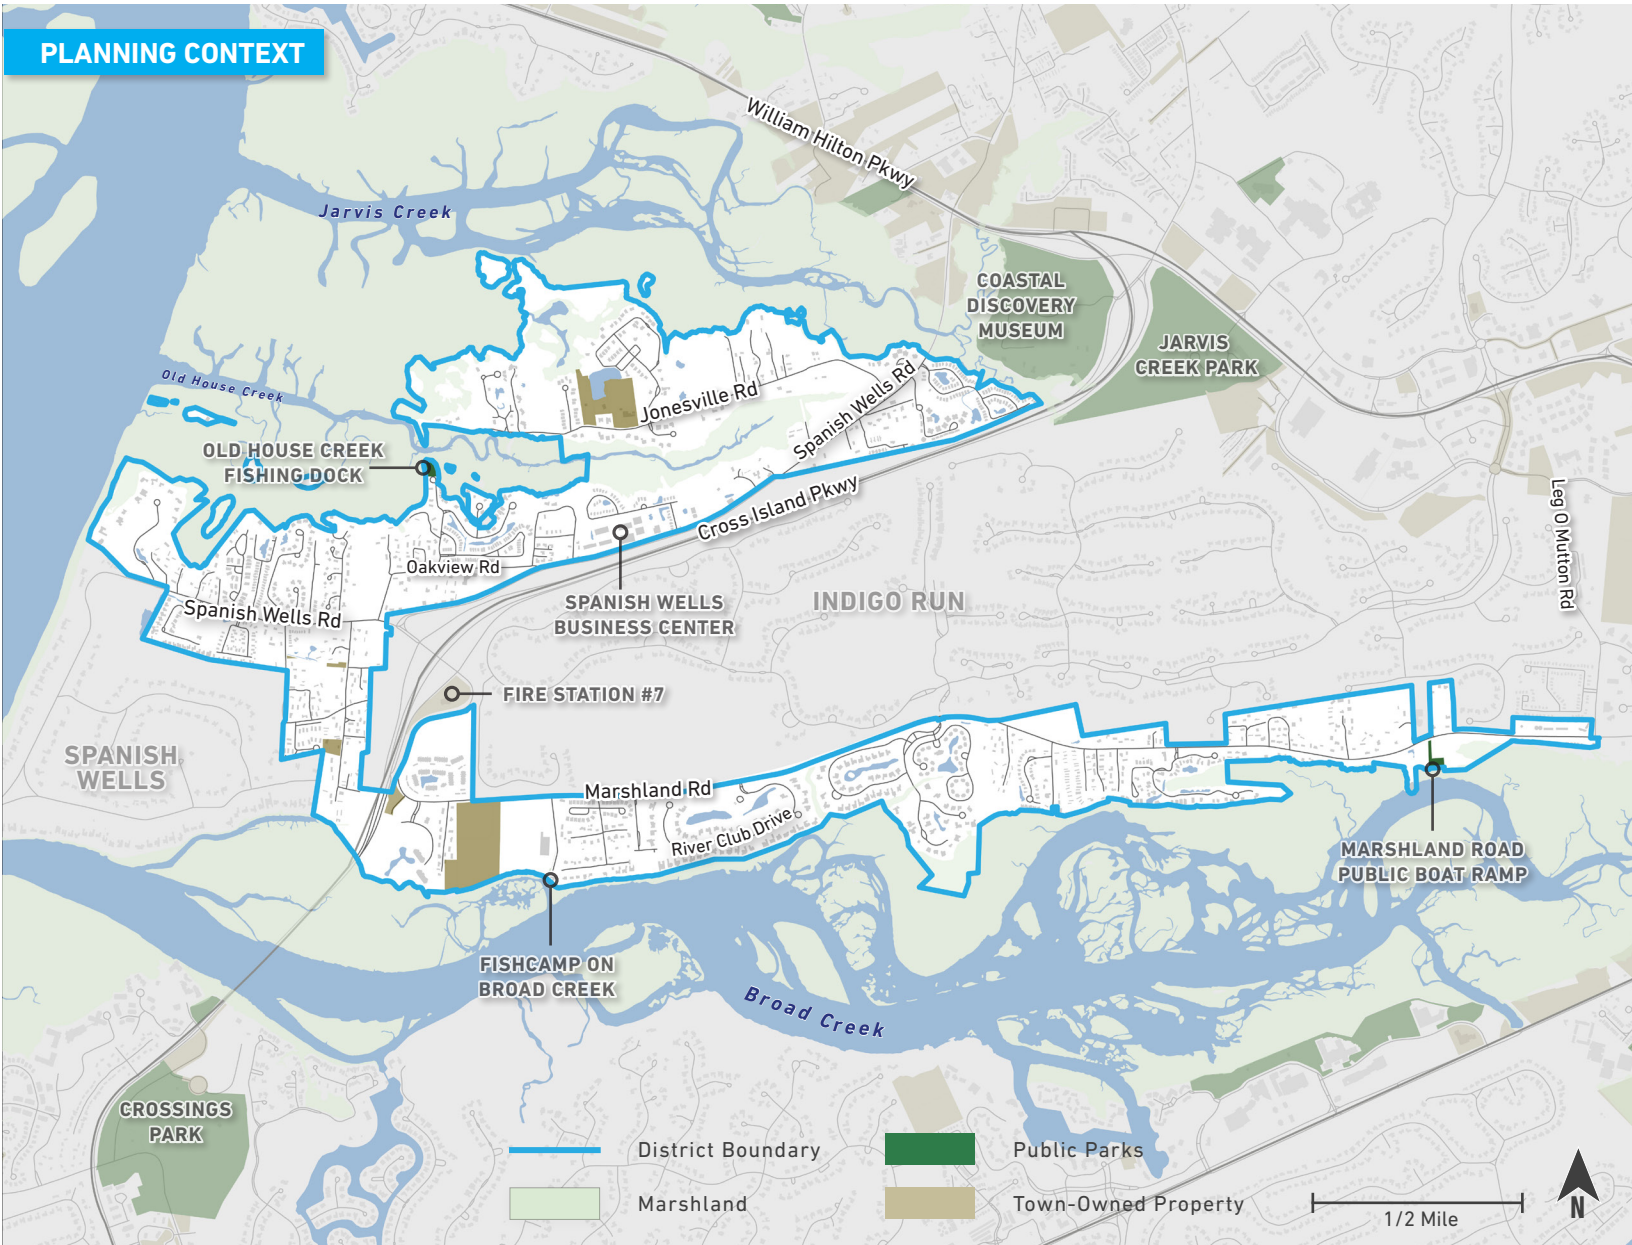 PLANNING CONTEXT
William Hilton Pkwy
Jarvis Creek
COASTAL
DISCOVERY
MUSEUM
JARVIS
CREEK PARK
Old House Creek
Jonesville Rd
Spanish Wells Rd
OLD HOUSE CREEK
FISHING DOCK
Cross Island Pkwy
Leg O Mutton Rd
Oakview Rd
Spanish Wells Rd
SPANISH WELLS
BUSINESS CENTER
INDIGO RUN
FIRE STATION #7
SPANISH
WELLS
Marshland Rd
River Club Drive
MARSHLAND ROAD
PUBLIC BOAT RAMP
FISHCAMP ON
BROAD CREEK
Broad Creek
CROSSINGS
PARK
District Boundary
Public Parks
Marshland
Town-Owned Property
1/2 Mile
N